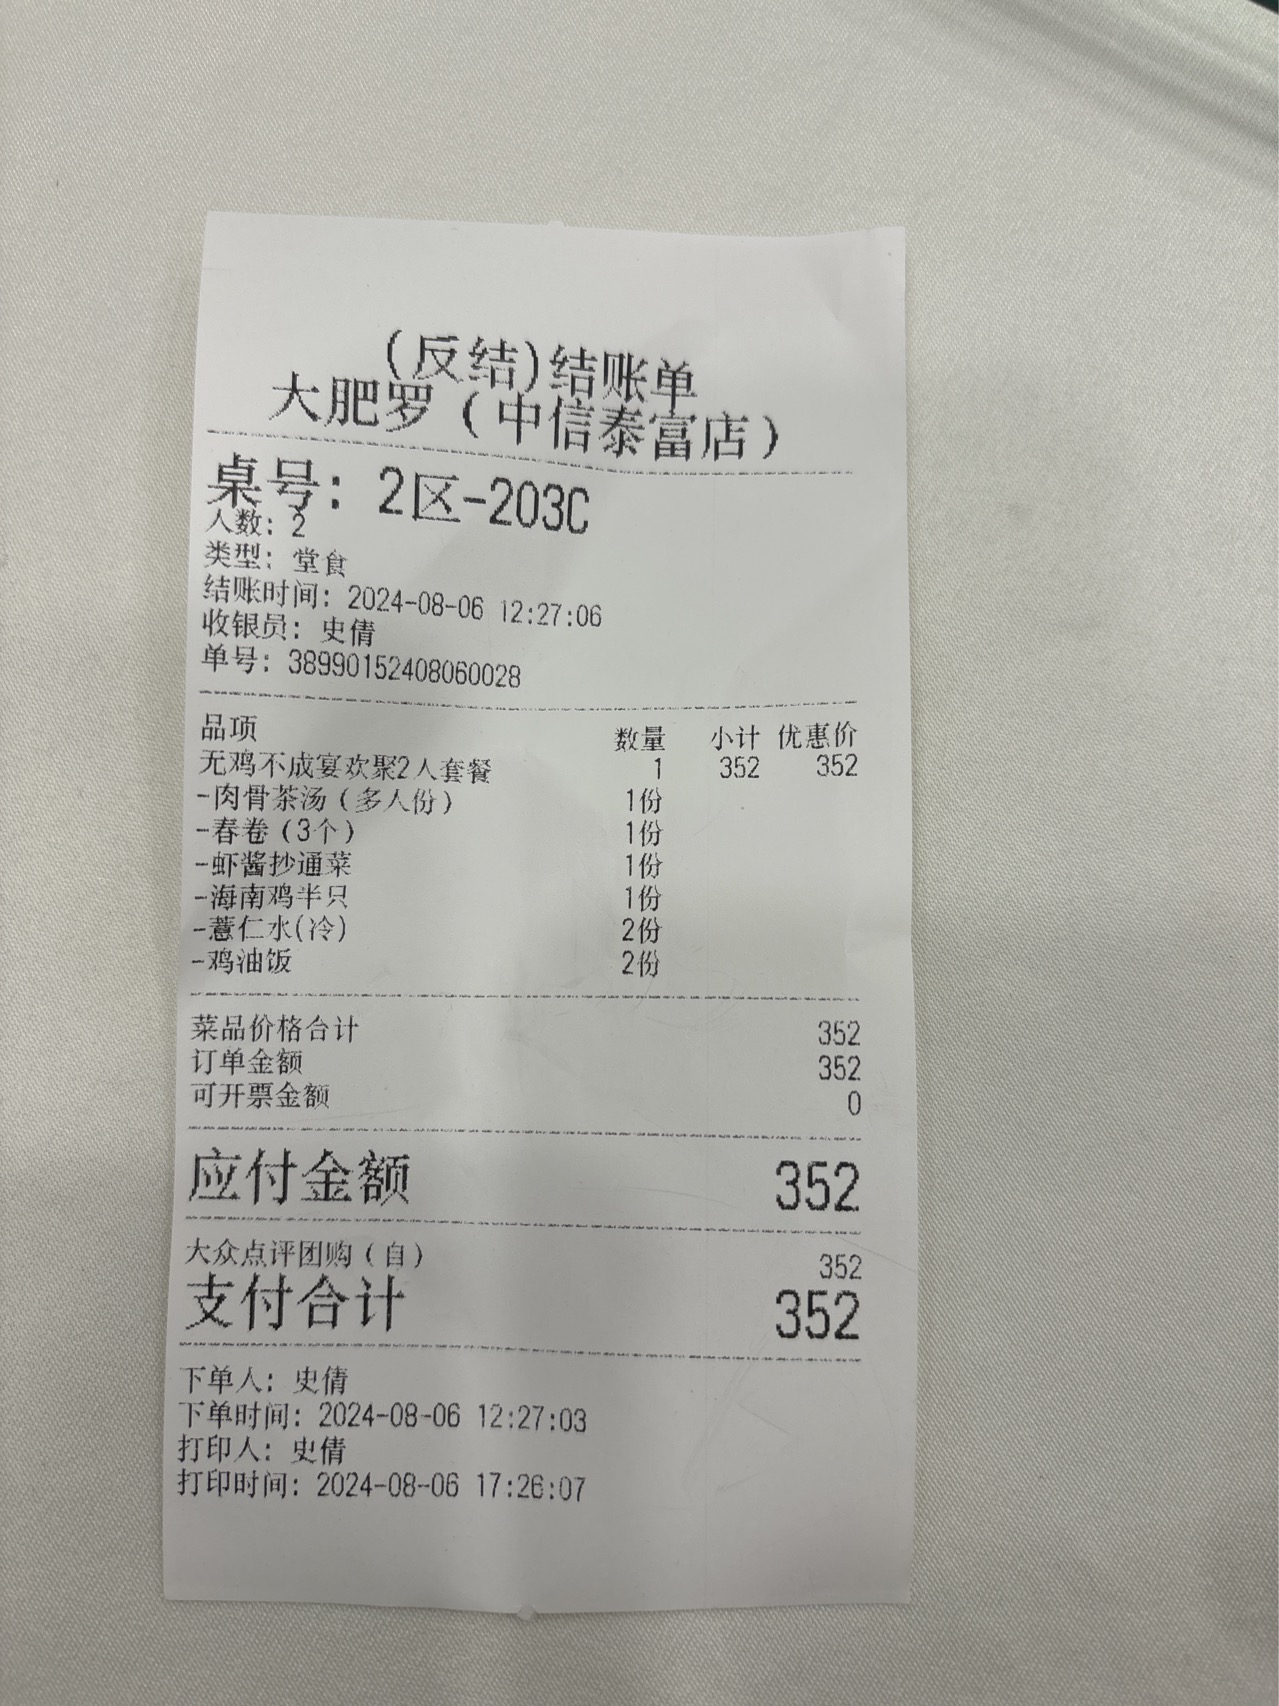 (反结)结账单
大肥罗（中信泰富店）
桌号: 2区-203C
人数: 2
类型: 堂食
结账时间: 2024-08-06 12:27:06
收银员: 史倩
单号: 38990152408060028
品项 数量 小计 优惠价
无鸡不成宴欢聚2人套餐 1 352 352
-肉骨茶汤（多人份） 1份
-春卷（3个） 1份
-虾酱抄通菜 1份
-海南鸡半只 1份
-薏仁水(冷) 2份
-鸡油饭 2份
菜品价格合计 352
订单金额 352
可开票金额 0
应付金额 352
大众点评团购（自） 352
支付合计 352
下单人: 史倩
下单时间: 2024-08-06 12:27:03
打印人: 史倩
打印时间: 2024-08-06 17:26:07